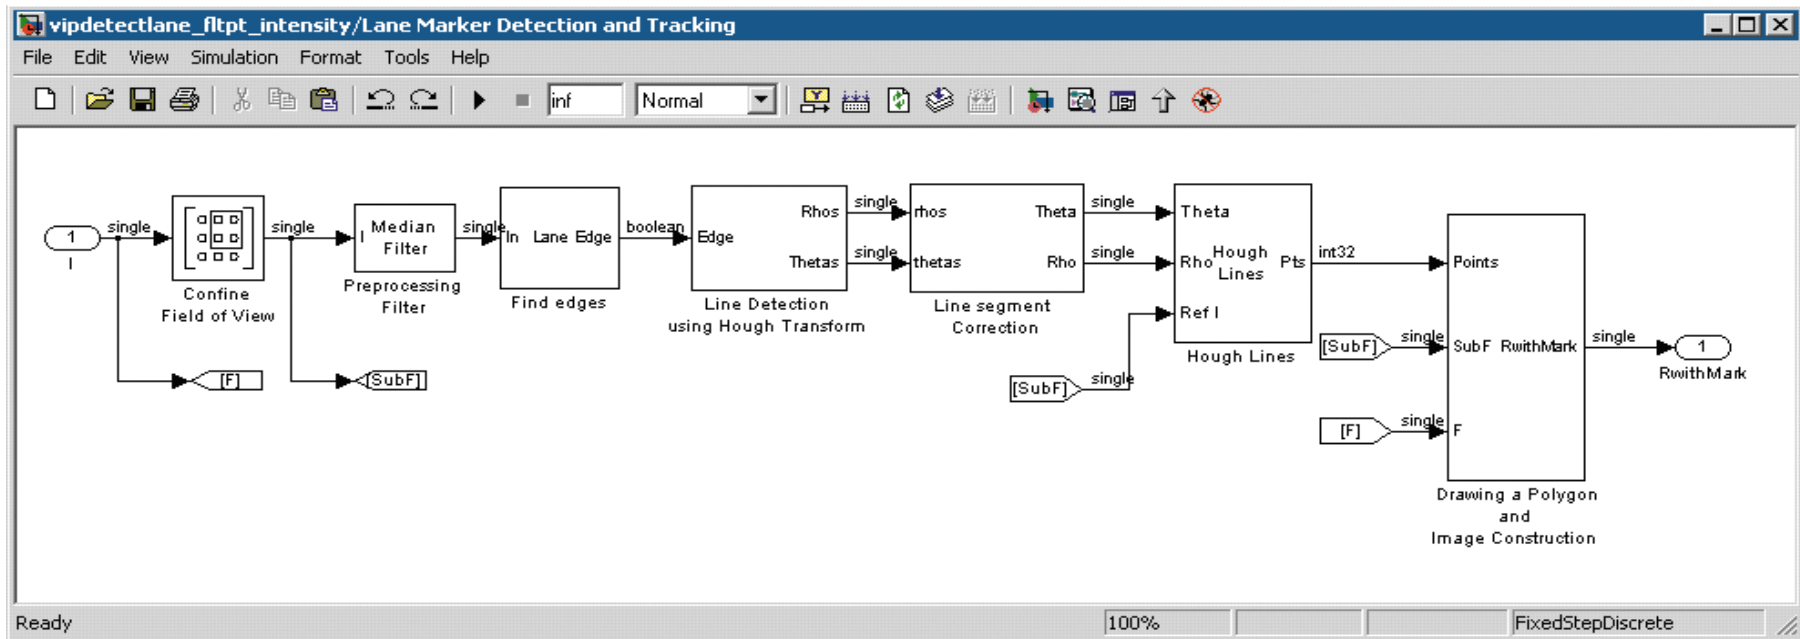 vipdetectlane_fltpt_intensity/Lane Marker Detection and Tracking
File Edit View Simulation Format Tools Help
inf Normal
1
I
single
Confine
Field of View
single
[F]
[SubF]
I Median
Filter
Preprocessing
Filter
single
In Lane Edge
Find edges
boolean
Edge
Rhos
Thetas
Line Detection
using Hough Transform
single
single
rhos Theta
thetas Rho
Line segment
Correction
single
single
[SubF]
single
Theta
Rho Hough Pts
Lines
Ref I
Hough Lines
int32
[SubF]
single
[F]
single
Points
SubF RwithMark
F
Drawing a Polygon
and
Image Construction
single
1
RwithMark
Ready 100% FixedStepDiscrete